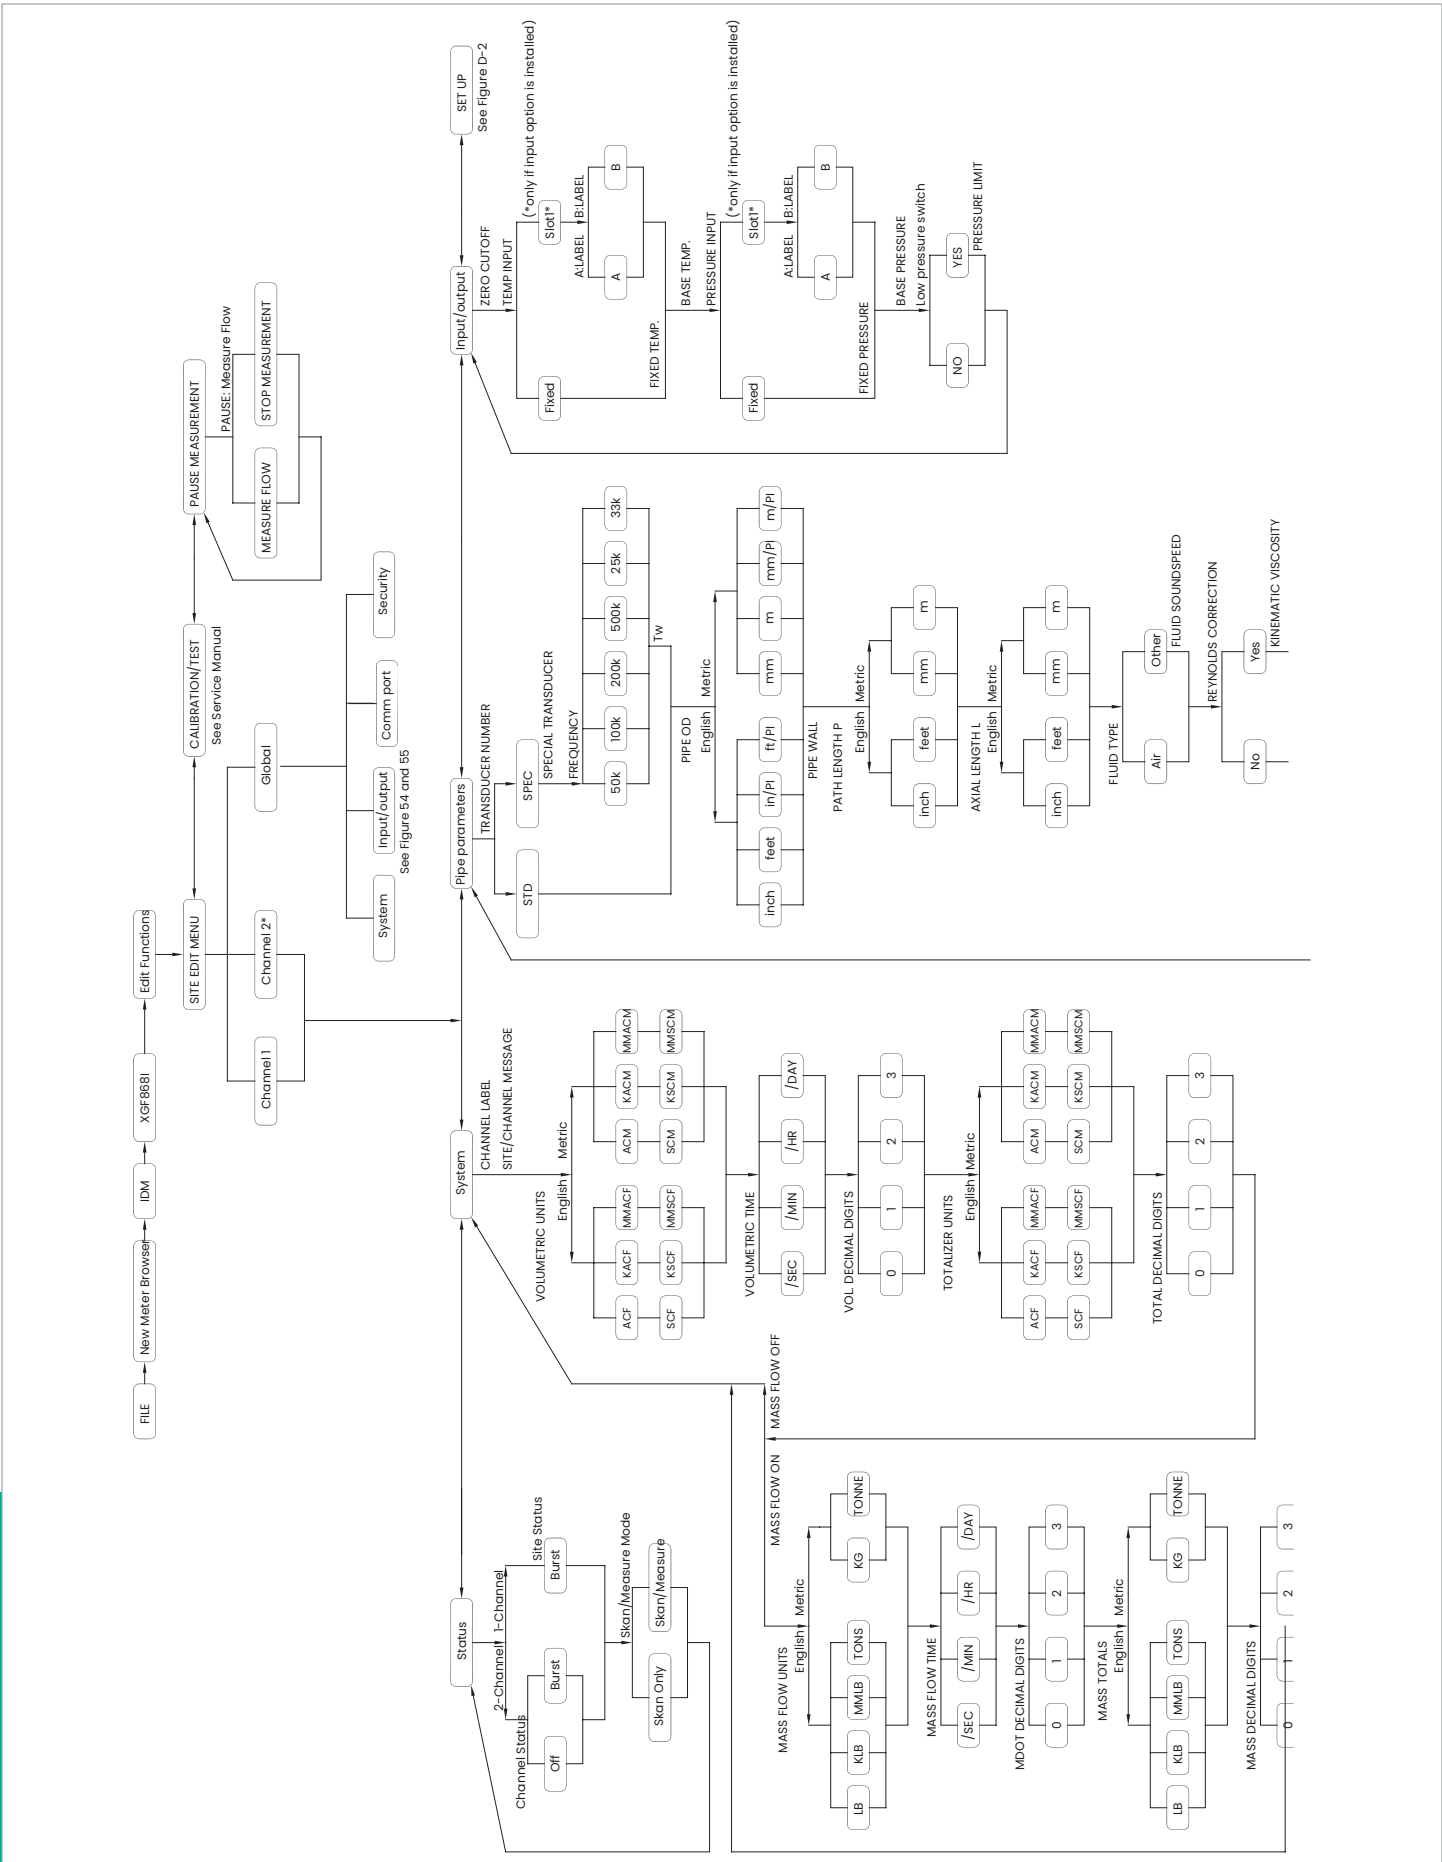 FILE
New Meter Browser
IDM
XGF868I
Edit Functions
SITE EDIT MENU
CALIBRATION/TEST
See Service Manual
PAUSE MEASUREMENT
PAUSE: Measure Flow
MEASURE FLOW
STOP MEASUREMENT
Channel 1
Channel 2*
Global
System
Input/output
Comm port
Security
See Figure 54 and 55
Status
System
Pipe parameters
Input/output
SET UP
See Figure D-2
2-Channel
1-Channel
Channel Status
Site Status
Off
Burst
Burst
Skan/Measure Mode
Skan Only
Skan/Measure
CHANNEL LABEL
SITE/CHANNEL MESSAGE
VOLUMETRIC UNITS
English
Metric
ACF
KACF
MMACF
ACM
KACM
MMACM
SCF
KSCF
MMSCF
SCM
KSCM
MMSCM
VOLUMETRIC TIME
/SEC
/MIN
/HR
/DAY
VOL DECIMAL DIGITS
0
1
2
3
TOTALIZER UNITS
English
Metric
ACF
KACF
MMACF
ACM
KACM
MMACM
SCF
KSCF
MMSCF
SCM
KSCM
MMSCM
TOTAL DECIMAL DIGITS
0
1
2
3
MASS FLOW ON
MASS FLOW OFF
MASS FLOW UNITS
English
Metric
LB
KLB
MMLB
TONS
KG
TONNE
MASS FLOW TIME
/SEC
/MIN
/HR
/DAY
MDOT DECIMAL DIGITS
0
1
2
3
MASS TOTALS
English
Metric
LB
KLB
MMLB
TONS
KG
TONNE
MASS DECIMAL DIGITS
0
1
2
3
TRANSDUCER NUMBER
STD
SPEC
SPECIAL TRANSDUCER
FREQUENCY
50k
100k
200k
500k
25k
33k
Tw
PIPE OD
English
Metric
inch
feet
in/PI
ft/PI
mm
m
mm/PI
m/PI
PIPE WALL
PATH LENGTH P
English
Metric
inch
feet
mm
m
AXIAL LENGTH L
English
Metric
inch
feet
mm
m
FLUID TYPE
Air
Other
FLUID SOUNDSPEED
REYNOLDS CORRECTION
No
Yes
KINEMATIC VISCOSITY
ZERO CUTOFF
TEMP INPUT
Fixed
Slot1*
(*only if input option is installed)
A:LABEL
B:LABEL
A
B
FIXED TEMP.
BASE TEMP.
PRESSURE INPUT
Fixed
Slot1*
(*only if input option is installed)
A:LABEL
B:LABEL
A
B
FIXED PRESSURE
BASE PRESSURE
Low pressure switch
NO
YES
PRESSURE LIMIT